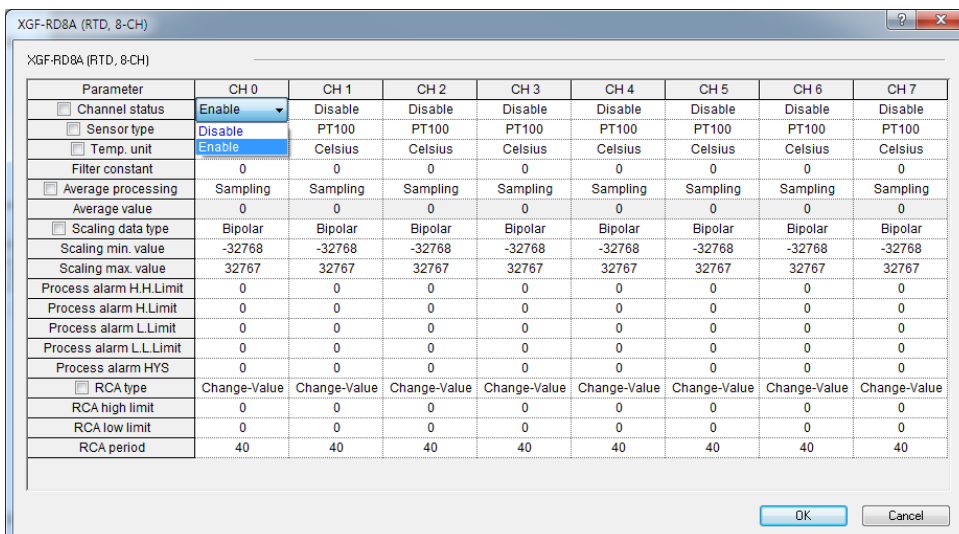 XGF-RD8A (RTD, 8-CH)
XGF-RD8A (RTD, 8-CH)
Parameter CH 0 CH 1 CH 2 CH 3 CH 4 CH 5 CH 6 CH 7
Channel status Enable Disable Disable Disable Disable Disable Disable Disable
Sensor type Disable PT100 PT100 PT100 PT100 PT100 PT100 PT100
Temp. unit Enable Celsius Celsius Celsius Celsius Celsius Celsius Celsius
Filter constant 0 0 0 0 0 0 0 0
Average processing Sampling Sampling Sampling Sampling Sampling Sampling Sampling Sampling
Average value 0 0 0 0 0 0 0 0
Scaling data type Bipolar Bipolar Bipolar Bipolar Bipolar Bipolar Bipolar Bipolar
Scaling min. value -32768 -32768 -32768 -32768 -32768 -32768 -32768 -32768
Scaling max. value 32767 32767 32767 32767 32767 32767 32767 32767
Process alarm H.H.Limit 0 0 0 0 0 0 0 0
Process alarm H.Limit 0 0 0 0 0 0 0 0
Process alarm L.Limit 0 0 0 0 0 0 0 0
Process alarm L.L.Limit 0 0 0 0 0 0 0 0
Process alarm HYS 0 0 0 0 0 0 0 0
RCA type Change-Value Change-Value Change-Value Change-Value Change-Value Change-Value Change-Value Change-Value
RCA high limit 0 0 0 0 0 0 0 0
RCA low limit 0 0 0 0 0 0 0 0
RCA period 40 40 40 40 40 40 40 40
OK Cancel